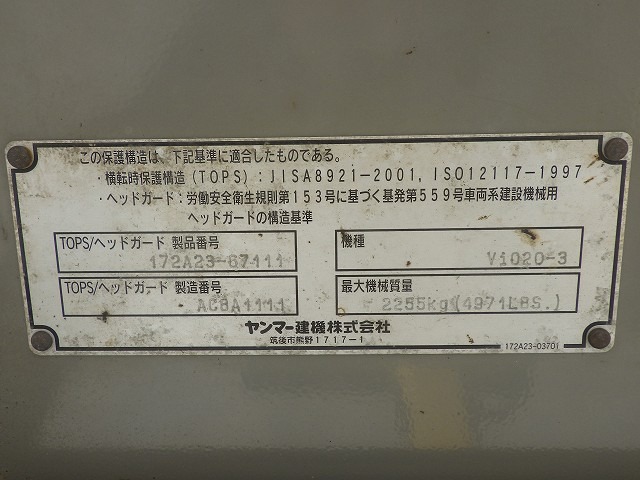 この保護構造は、下記基準に適合したものである。
・横転時保護構造（TOPS）：JISA8921-2001, ISO12117-1997
・ヘッドガード：労働安全衛生規則第153号に基づく基発第559号車両系建設機械用
ヘッドガードの構造基準
TOPS/ヘッドガード 製品番号
172A23-67111
機種
ViO20-3
TOPS/ヘッドガード 製造番号
AC8A1111
最大機械質量
2255kg(4971LBS.)
ヤンマー建機株式会社
筑後市熊野1717-1
172A23-03701